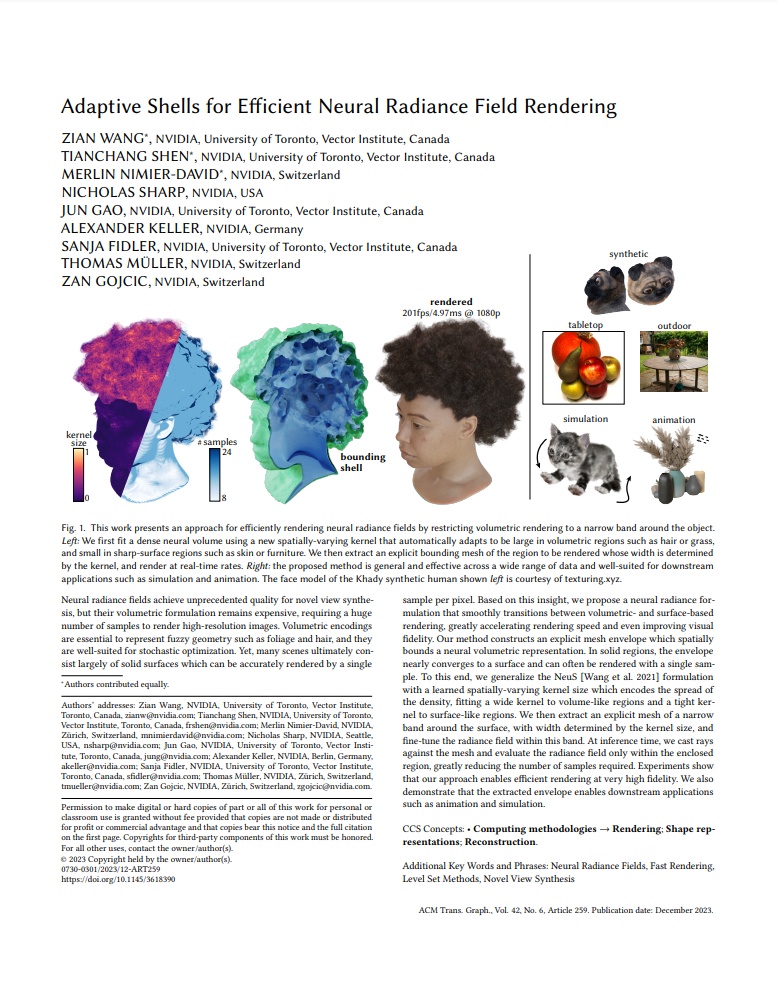 Adaptive Shells for Efficient Neural Radiance Field Rendering
ZIAN WANG*, NVIDIA, University of Toronto, Vector Institute, Canada
TIANCHANG SHEN*, NVIDIA, University of Toronto, Vector Institute, Canada
MERLIN NIMIER-DAVID*, NVIDIA, Switzerland
NICHOLAS SHARP, NVIDIA, USA
JUN GAO, NVIDIA, University of Toronto, Vector Institute, Canada
ALEXANDER KELLER, NVIDIA, Germany
SANJA FIDLER, NVIDIA, University of Toronto, Vector Institute, Canada
THOMAS MÜLLER, NVIDIA, Switzerland
ZAN GOJCIC, NVIDIA, Switzerland
rendered
201fps/4.97ms @ 1080p
kernel
size
1
0
# samples
24
8
bounding
shell
synthetic
tabletop
outdoor
simulation
animation
Fig. 1. This work presents an approach for efficiently rendering neural radiance fields by restricting volumetric rendering to a narrow band around the object.
Left: We first fit a dense neural volume using a new spatially-varying kernel that automatically adapts to be large in volumetric regions such as hair or grass,
and small in sharp-surface regions such as skin or furniture. We then extract an explicit bounding mesh of the region to be rendered whose width is determined
by the kernel, and render at real-time rates. Right: the proposed method is general and effective across a wide range of data and well-suited for downstream
applications such as simulation and animation. The face model of the Khady synthetic human shown left is courtesy of texturing.xyz.
Neural radiance fields achieve unprecedented quality for novel view synthe-
sis, but their volumetric formulation remains expensive, requiring a huge
number of samples to render high-resolution images. Volumetric encodings
are essential to represent fuzzy geometry such as foliage and hair, and they
are well-suited for stochastic optimization. Yet, many scenes ultimately con-
sist largely of solid surfaces which can be accurately rendered by a single
*Authors contributed equally.
Authors' addresses: Zian Wang, NVIDIA, University of Toronto, Vector Institute,
Toronto, Canada, zianw@nvidia.com; Tianchang Shen, NVIDIA, University of Toronto,
Vector Institute, Toronto, Canada, frshen@nvidia.com; Merlin Nimier-David, NVIDIA,
Zürich, Switzerland, mnimierdavid@nvidia.com; Nicholas Sharp, NVIDIA, Seattle,
USA, nsharp@nvidia.com; Jun Gao, NVIDIA, University of Toronto, Vector Insti-
tute, Toronto, Canada, jung@nvidia.com; Alexander Keller, NVIDIA, Berlin, Germany,
akeller@nvidia.com; Sanja Fidler, NVIDIA, University of Toronto, Vector Institute,
Toronto, Canada, sfidler@nvidia.com; Thomas Müller, NVIDIA, Zürich, Switzerland,
tmueller@nvidia.com; Zan Gojcic, NVIDIA, Zürich, Switzerland, zgojcic@nvidia.com.
Permission to make digital or hard copies of part or all of this work for personal or
classroom use is granted without fee provided that copies are not made or distributed
for profit or commercial advantage and that copies bear this notice and the full citation
on the first page. Copyrights for third-party components of this work must be honored.
For all other uses, contact the owner/author(s).
© 2023 Copyright held by the owner/author(s).
0730-0301/2023/12-ART259
https://doi.org/10.1145/3618390
sample per pixel. Based on this insight, we propose a neural radiance for-
mulation that smoothly transitions between volumetric- and surface-based
rendering, greatly accelerating rendering speed and even improving visual
fidelity. Our method constructs an explicit mesh envelope which spatially
bounds a neural volumetric representation. In solid regions, the envelope
nearly converges to a surface and can often be rendered with a single sam-
ple. To this end, we generalize the NeuS [Wang et al. 2021] formulation
with a learned spatially-varying kernel size which encodes the spread of
the density, fitting a wide kernel to volume-like regions and a tight ker-
nel to surface-like regions. We then extract an explicit mesh of a narrow
band around the surface, with width determined by the kernel size, and
fine-tune the radiance field within this band. At inference time, we cast rays
against the mesh and evaluate the radiance field only within the enclosed
region, greatly reducing the number of samples required. Experiments show
that our approach enables efficient rendering at very high fidelity. We also
demonstrate that the extracted envelope enables downstream applications
such as animation and simulation.
CCS Concepts: • Computing methodologies → Rendering; Shape rep-
resentations; Reconstruction.
Additional Key Words and Phrases: Neural Radiance Fields, Fast Rendering,
Level Set Methods, Novel View Synthesis
ACM Trans. Graph., Vol. 42, No. 6, Article 259. Publication date: December 2023.